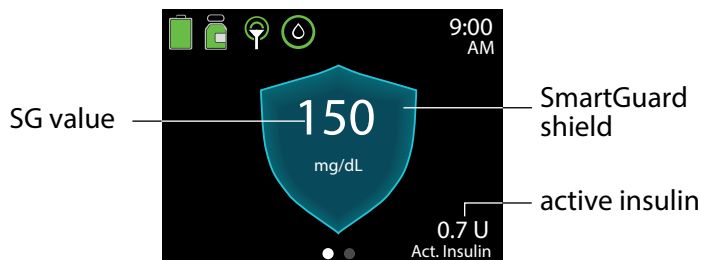 9:00
AM
SG value
150
mg/dL
SmartGuard
shield
active insulin
0.7 U
Act. Insulin